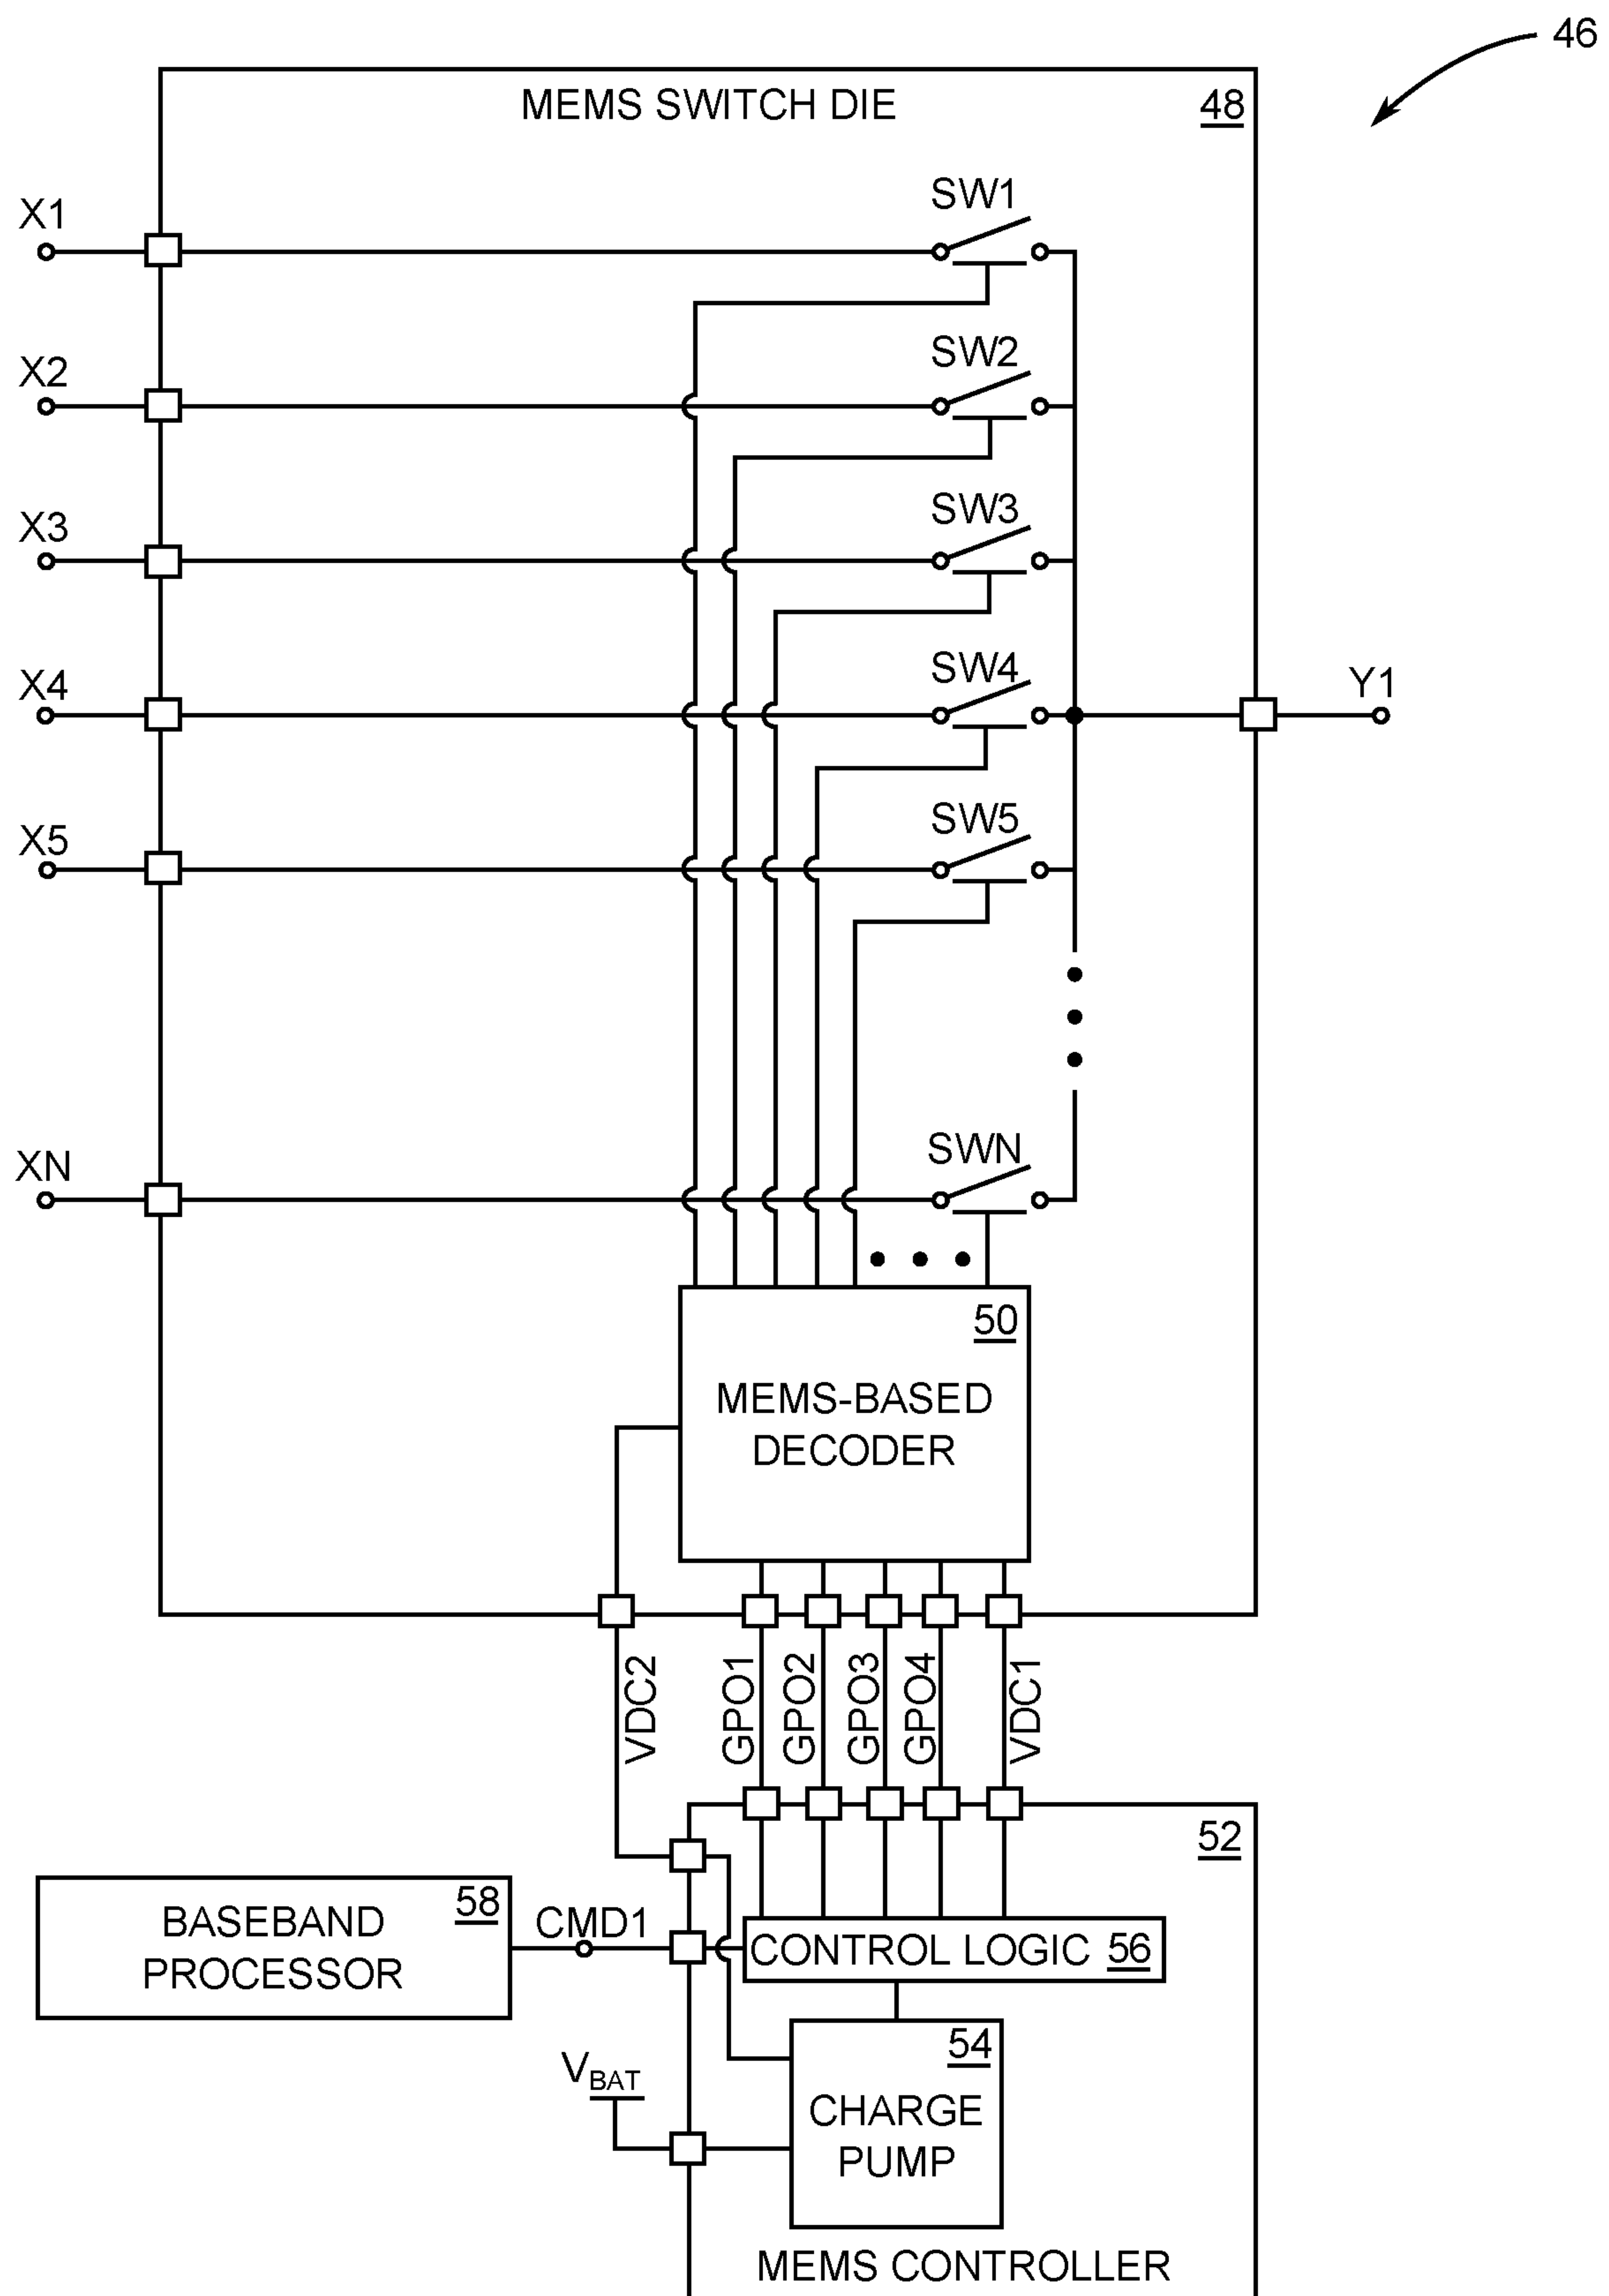 46
MEMS SWITCH DIE
48
SW1
X1
SW2
X2
SW3
X3
SW4
X4
Y1
SW5
X5
SWN
XN
50
MEMS-BASED
DECODER
VDC2
GPO1
GPO2
GPO3
GPO4
VDC1
52
58
BASEBAND
PROCESSOR
CMD1
CONTROL LOGIC 56
54
VBAT
CHARGE
PUMP
MEMS CONTROLLER